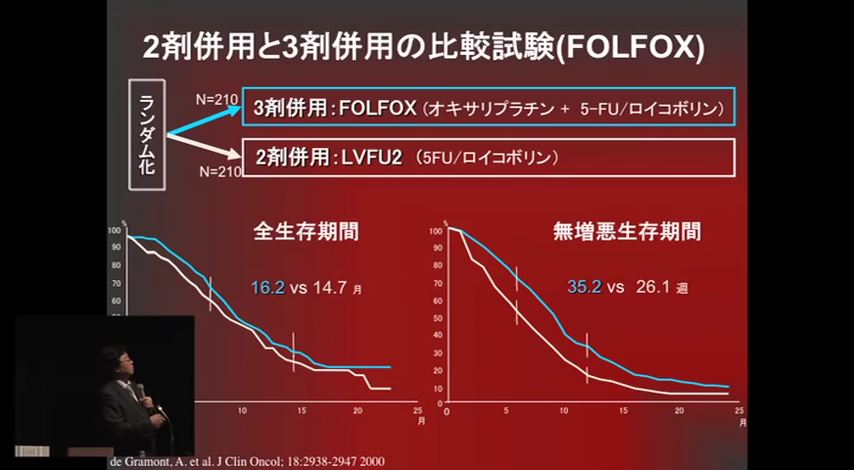 2剤併用と3剤併用の比較試験(FOLFOX)
ランダム化
N=210
3剤併用：FOLFOX（オキサリプラチン + 5-FU/ロイコボリン）
2剤併用：LVFU2 （5FU/ロイコボリン）
N=210
全生存期間
16.2 vs 14.7 月
%
100
90
80
70
60
10
15
20
25
月
無増悪生存期間
35.2 vs 26.1 週
%
100
90
80
70
60
50
40
30
20
10
0
0
5
10
15
20
25
月
de Gramont, A. et al. J Clin Oncol; 18:2938-2947 2000